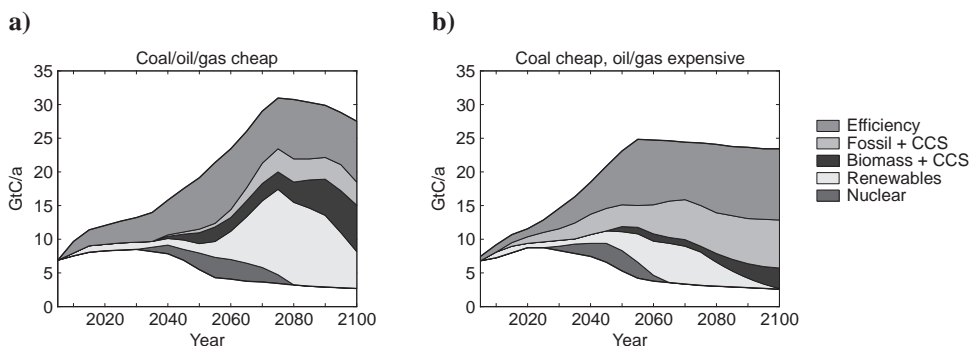 a)
Coal/oil/gas cheap
35
30
25
20
15
10
5
0
GtC/a
2020 2040 2060 2080 2100
Year
b)
Coal cheap, oil/gas expensive
35
30
25
20
15
10
5
0
GtC/a
2020 2040 2060 2080 2100
Year
Efficiency
Fossil + CCS
Biomass + CCS
Renewables
Nuclear